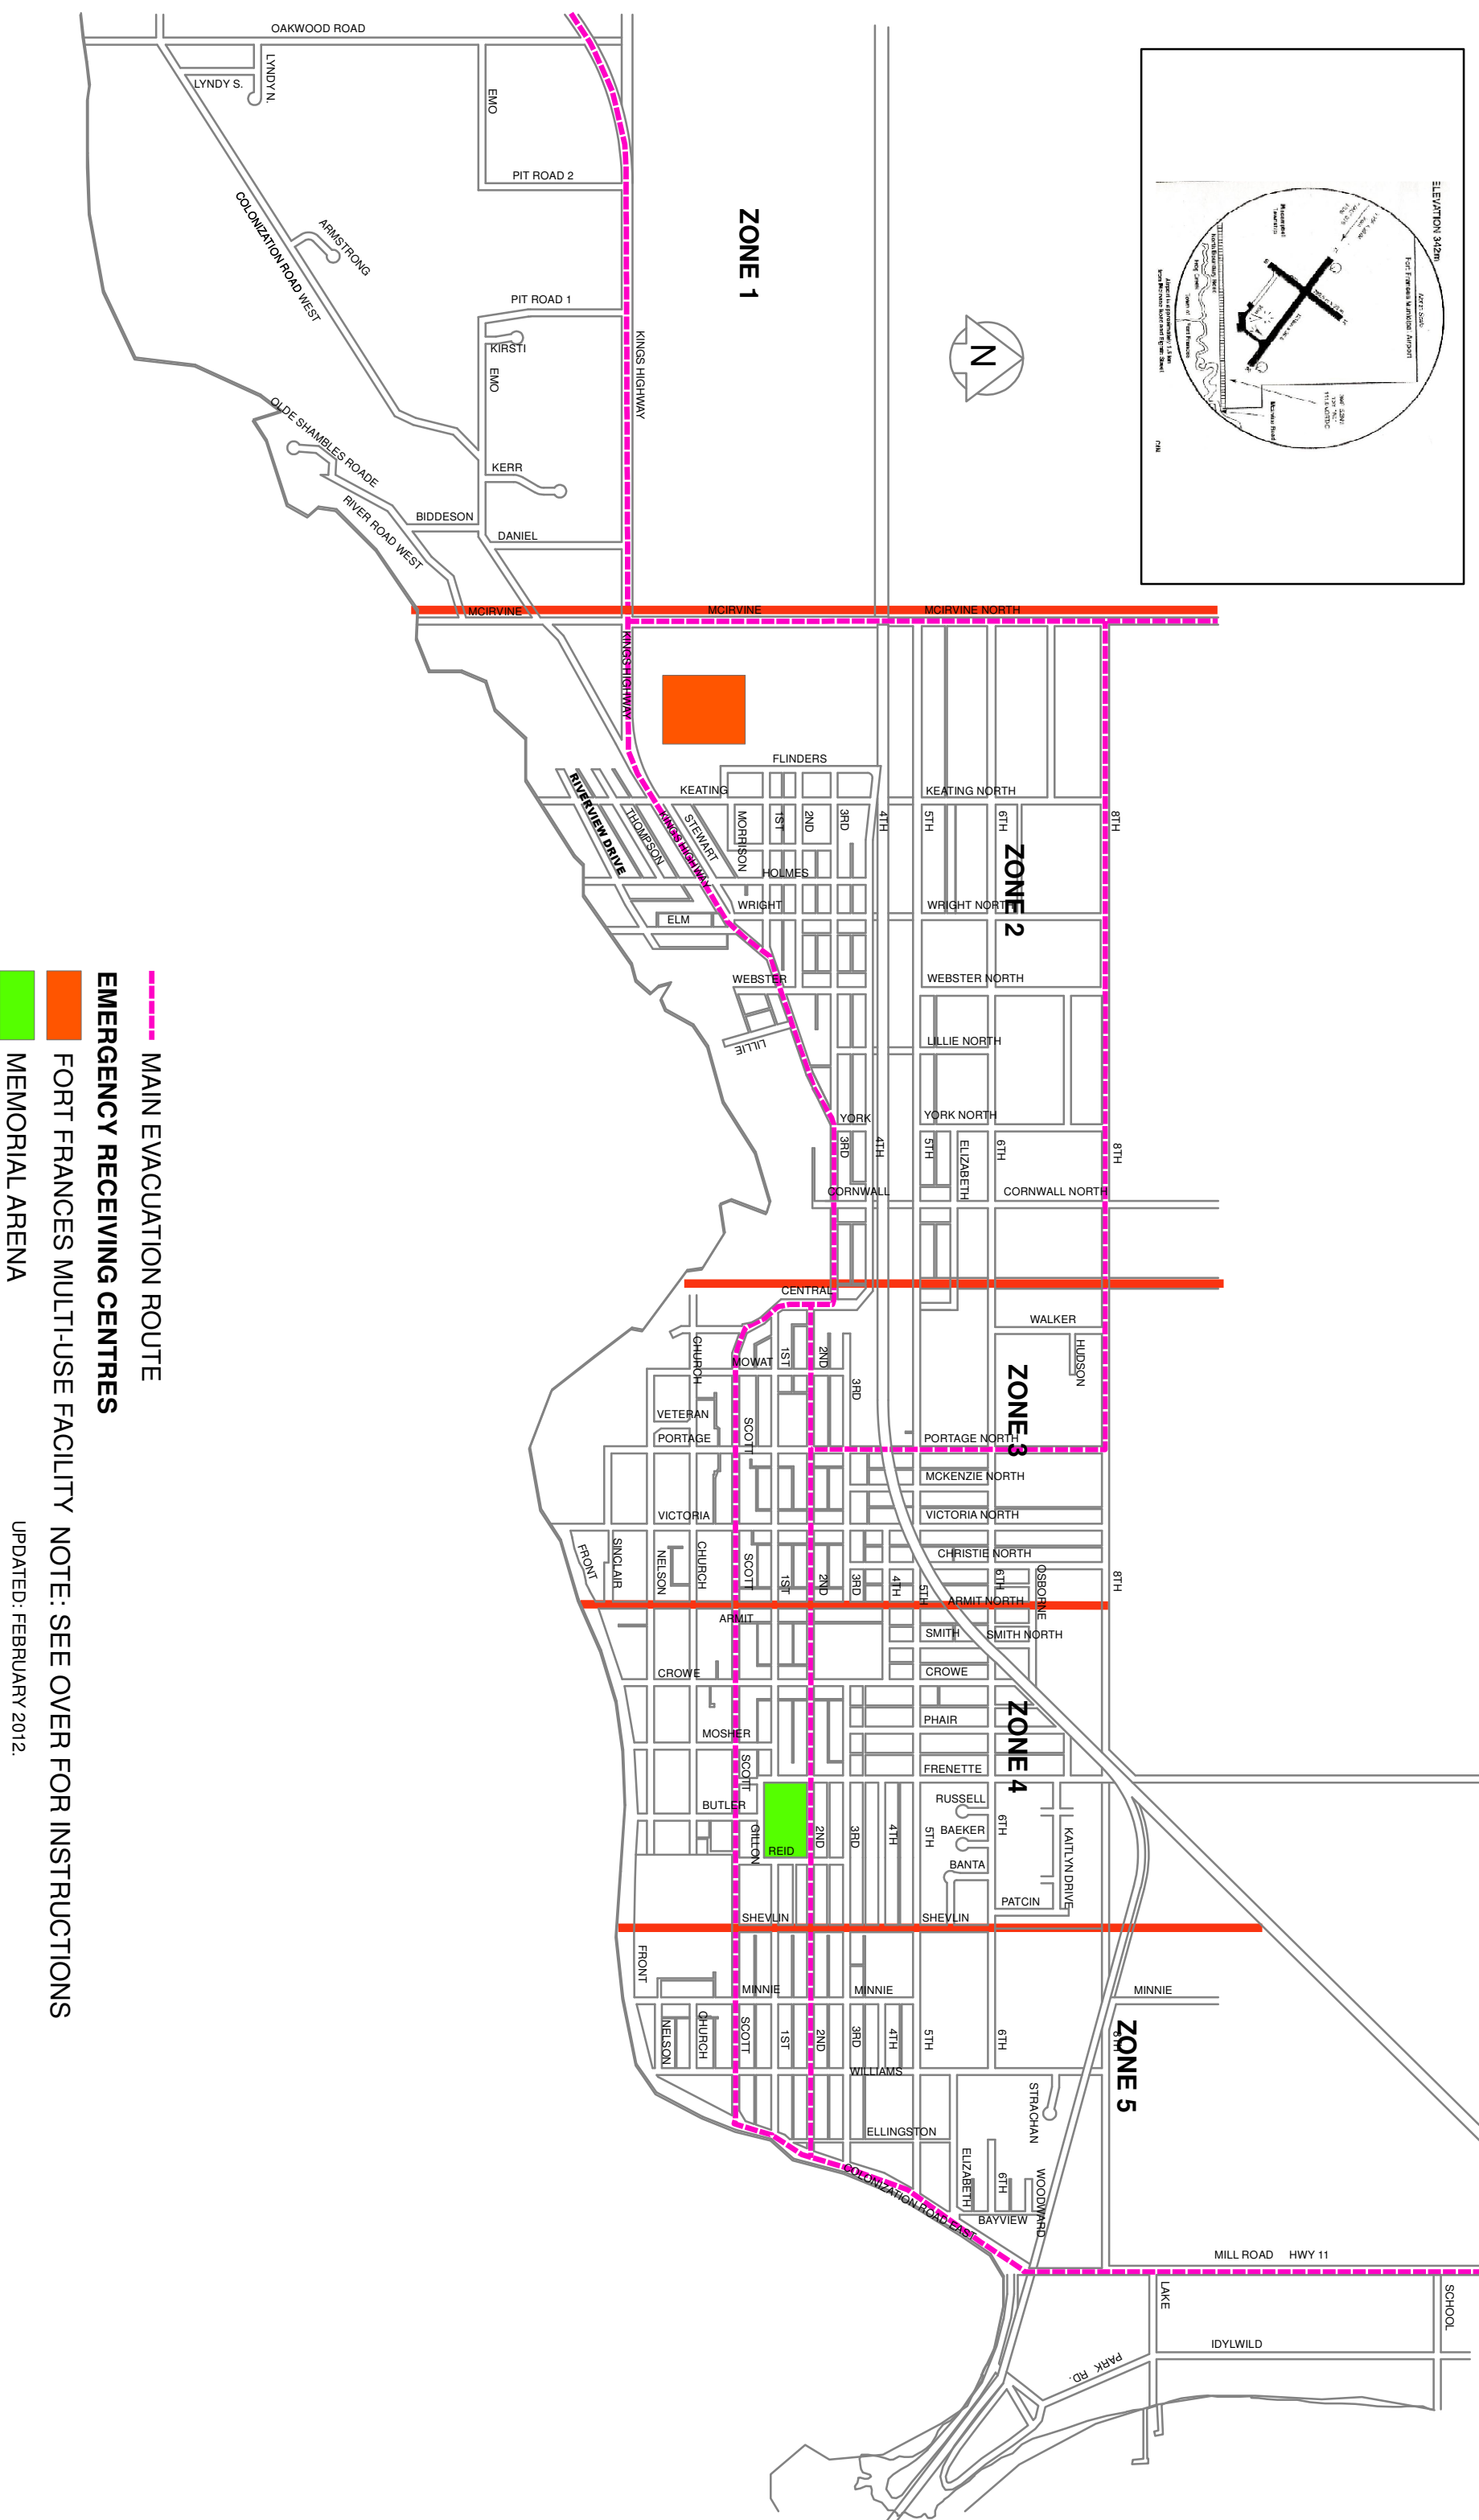 ELEVATION 342m
Fort Frances Municipal Airport
McIrvine Road
OAKWOOD ROAD
LYNDY N.
LYNDY S.
EMO
PIT ROAD 2
COLONIZATION ROAD WEST
ARMSTRONG
ZONE 1
PIT ROAD 1
KIRSTI
EMO
KINGS HIGHWAY
N
OLDE SHAMBLES ROADE
RIVER ROAD WEST
KERR
BIDDESON
DANIEL
MCIRVINE
MCIRVINE
MCIRVINE NORTH
KINGS HIGHWAY
FLINDERS
KEATING
KEATING NORTH
RIVERVIEW DRIVE
THOMPSON
KINGS HIGHWAY
STEWART
MORRISON
1ST
2ND
3RD
4TH
5TH
6TH
8TH
ZONE 2
HOLMES
WRIGHT
WRIGHT NORTH
ELM
WEBSTER
WEBSTER NORTH
LILLIE
LILLIE NORTH
YORK
YORK NORTH
3RD
4TH
5TH
ELIZABETH
6TH
8TH
CORNWALL
CORNWALL NORTH
CENTRAL
WALKER
HUDSON
CHURCH
MOWAT
1ST
2ND
3RD
ZONE 3
VETERAN
PORTAGE
SCOTT
PORTAGE NORTH
MCKENZIE NORTH
VICTORIA
VICTORIA NORTH
CHRISTIE NORTH
FRONT
SINCLAIR
NELSON
CHURCH
SCOTT
1ST
2ND
3RD
4TH
5TH
6TH
OSBORNE
8TH
ARMIT
ARMIT NORTH
SMITH
SMITH NORTH
CROWE
CROWE
PHAIR
ZONE 4
MOSHER
SCOTT
FRENETTE
BUTLER
GILLON
REID
2ND
3RD
4TH
5TH
6TH
RUSSELL
BAEKER
BANTA
KAITLYN DRIVE
PATCIN
SHEVLIN
SHEVLIN
FRONT
MINNIE
MINNIE
MINNIE
NELSON
CHURCH
SCOTT
1ST
2ND
3RD
4TH
5TH
6TH
8TH
ZONE 5
WILLIAMS
STRACHAN
ELLINGSTON
COLONIZATION ROAD EAST
ELIZABETH
6TH
WOODWARD
BAYVIEW
MILL ROAD HWY 11
LAKE
SCHOOL
IDYLWILD
PARK RD.
MAIN EVACUATION ROUTE
EMERGENCY RECEIVING CENTRES
FORT FRANCES MULTI-USE FACILITY
MEMORIAL ARENA
NOTE: SEE OVER FOR INSTRUCTIONS
UPDATED: FEBRUARY 2012.